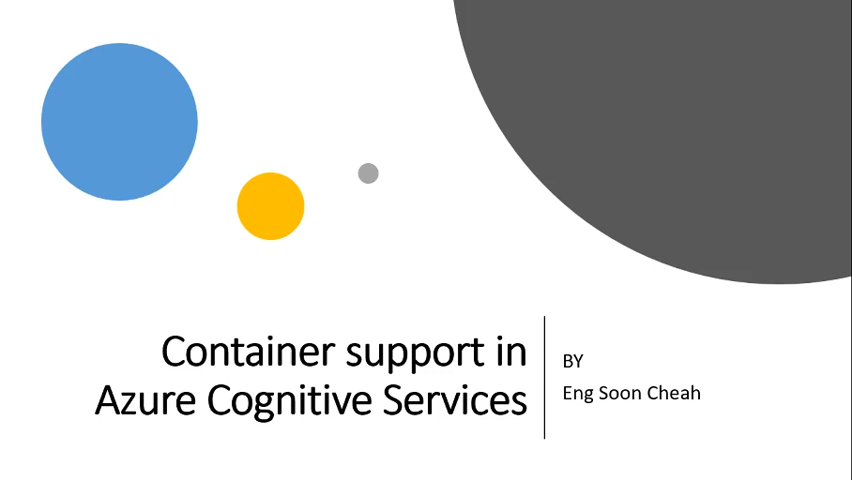 Container support in
Azure Cognitive Services
BY
Eng Soon Cheah